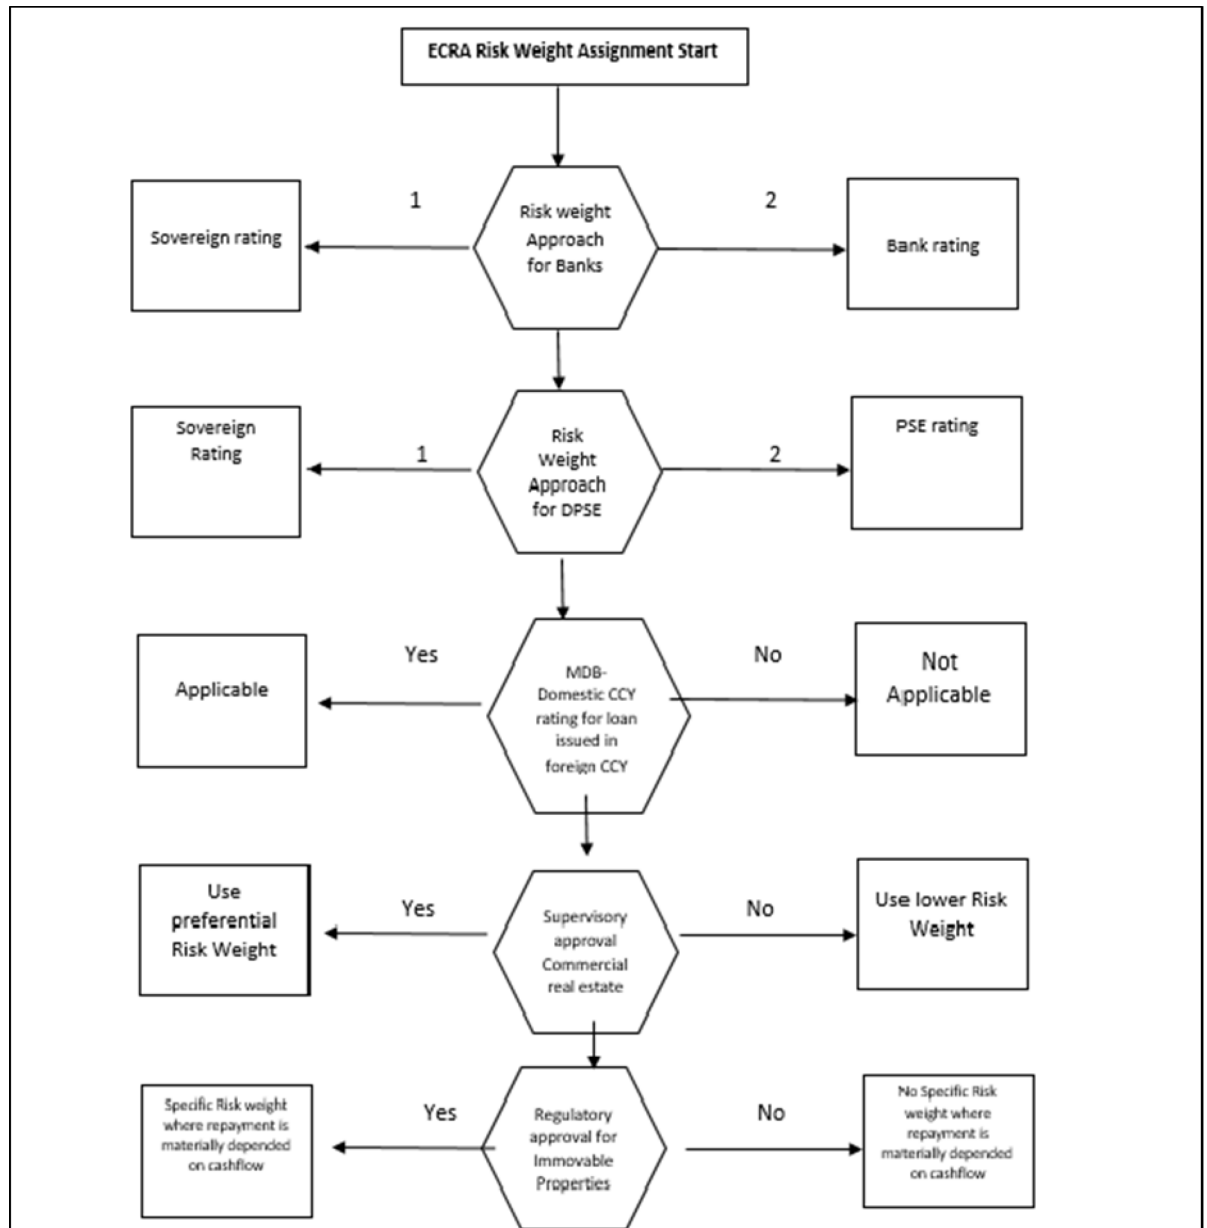 ECRA Risk Weight Assignment Start
Sovereign rating
1
Risk weight
Approach
for Banks
2
Bank rating
Sovereign
Rating
1
Risk
Weight
Approach
for DPSE
2
PSE rating
Applicable
Yes
MDB-
Domestic CCY
rating for loan
issued in
foreign CCY
No
Not
Applicable
Use
preferential
Risk Weight
Yes
Supervisory
approval
Commercial
real estate
No
Use lower Risk
Weight
Specific Risk weight
where repayment is
materially depended
on cashflow
Yes
Regulatory
approval for
Immovable
Properties
No
No Specific Risk
weight where
repayment is
materially depended
on cashflow